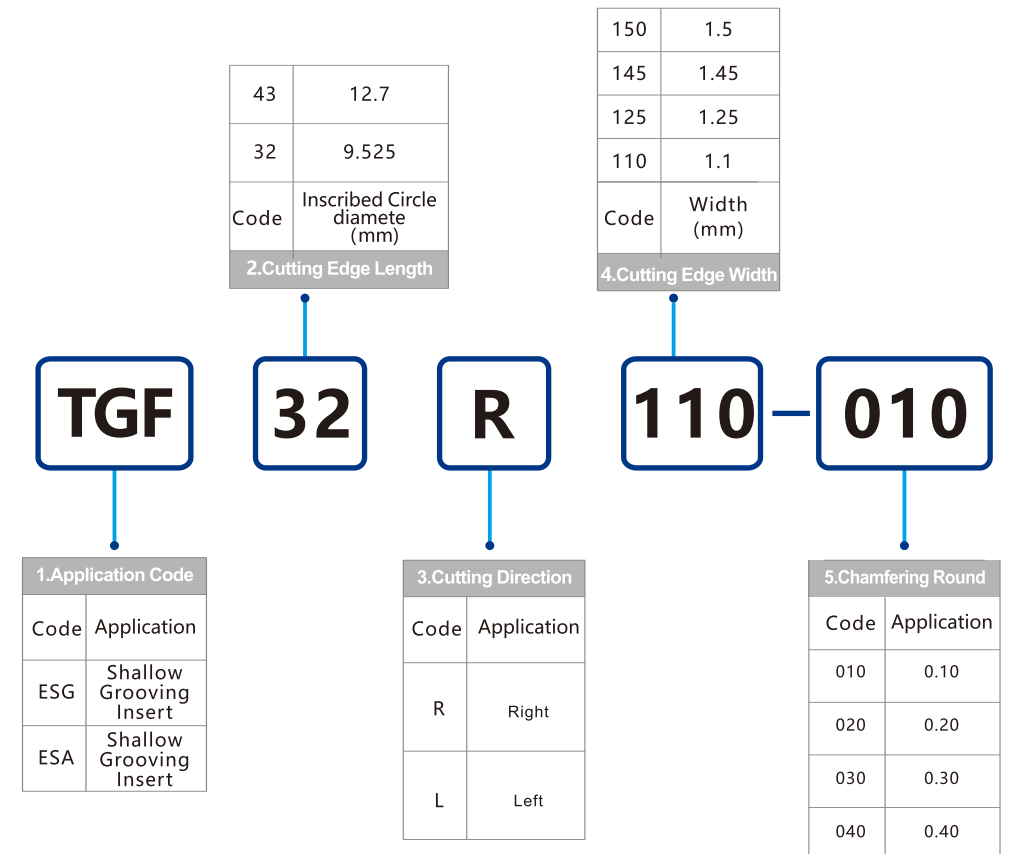 43 12.7
32 9.525
Code Inscribed Circle
diamete
(mm)
2.Cutting Edge Length
150 1.5
145 1.45
125 1.25
110 1.1
Code Width
(mm)
4.Cutting Edge Width
TGF 32 R 110 — 010
1.Application Code
Code Application
ESG Shallow
Grooving
Insert
ESA Shallow
Grooving
Insert
3.Cutting Direction
Code Application
R Right
L Left
5.Chamfering Round
Code Application
010 0.10
020 0.20
030 0.30
040 0.40